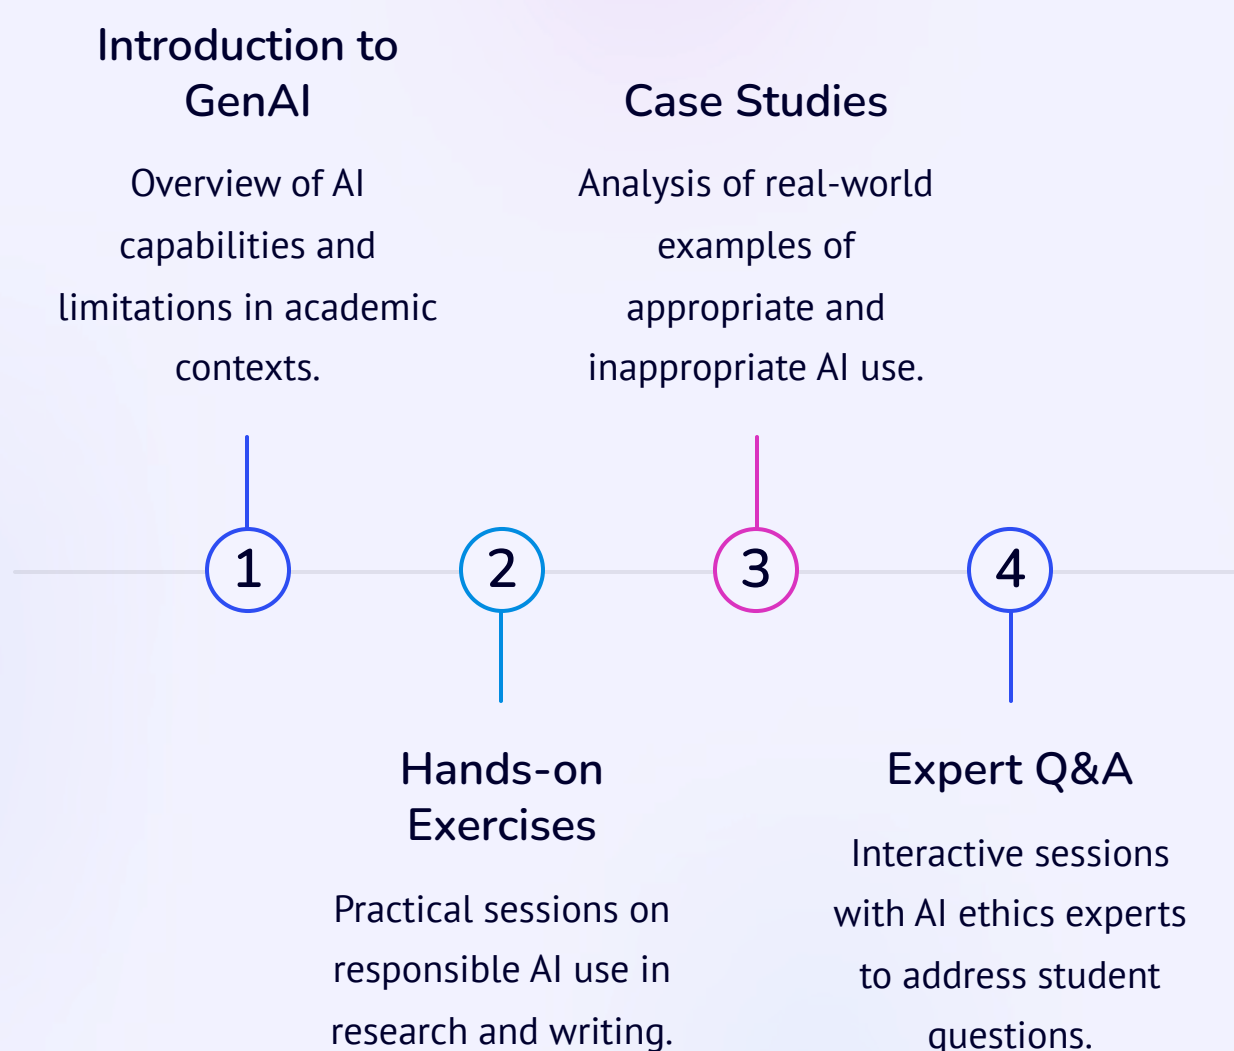 Introduction to
GenAI
Overview of AI
capabilities and
limitations in academic
contexts.
Case Studies
Analysis of real-world
examples of
appropriate and
inappropriate AI use.
1
2
3
4
Hands-on
Exercises
Practical sessions on
responsible AI use in
research and writing.
Expert Q&A
Interactive sessions
with AI ethics experts
to address student
questions.